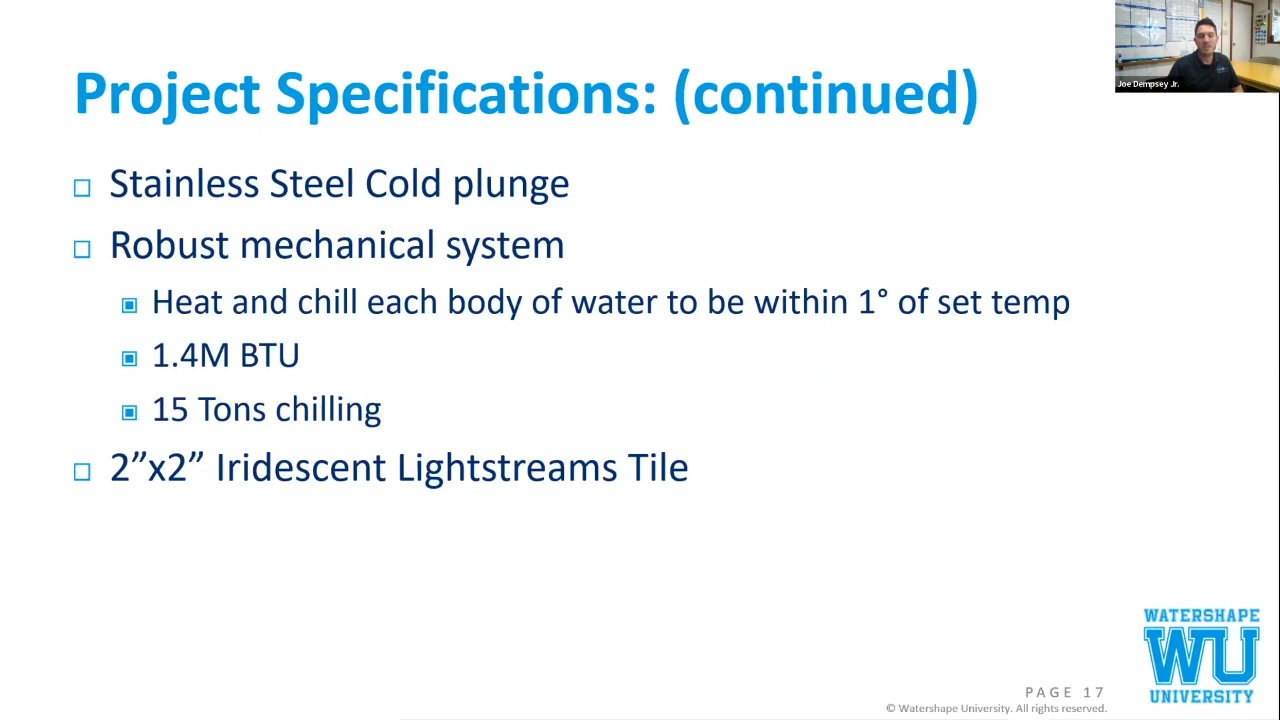 Joe Dempsey Jr.
Project Specifications: (continued)
Stainless Steel Cold plunge
Robust mechanical system
Heat and chill each body of water to be within 1° of set temp
1.4M BTU
15 Tons chilling
2”x2” Iridescent Lightstreams Tile
WATERSHAPE
WU
UNIVERSITY
PAGE 17
© Watershape University. All rights reserved.